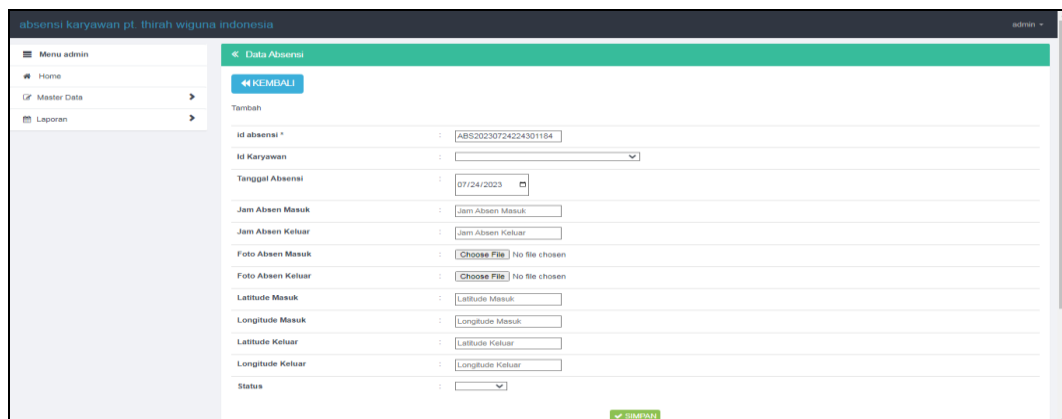 absensi karyawan pt. thirah wiguna indonesia admin
Menu admin
Home
Master Data
Laporan
Data Absensi
KEMBALI
Tambah
id absensi * : ABS20230724224301184
Id Karyawan :
Tanggal Absensi : 07/24/2023
Jam Absen Masuk : Jam Absen Masuk
Jam Absen Keluar : Jam Absen Keluar
Foto Absen Masuk : Choose File No file chosen
Foto Absen Keluar : Choose File No file chosen
Latitude Masuk : Latitude Masuk
Longitude Masuk : Longitude Masuk
Latitude Keluar : Latitude Keluar
Longitude Keluar : Longitude Keluar
Status :
SIMPAN